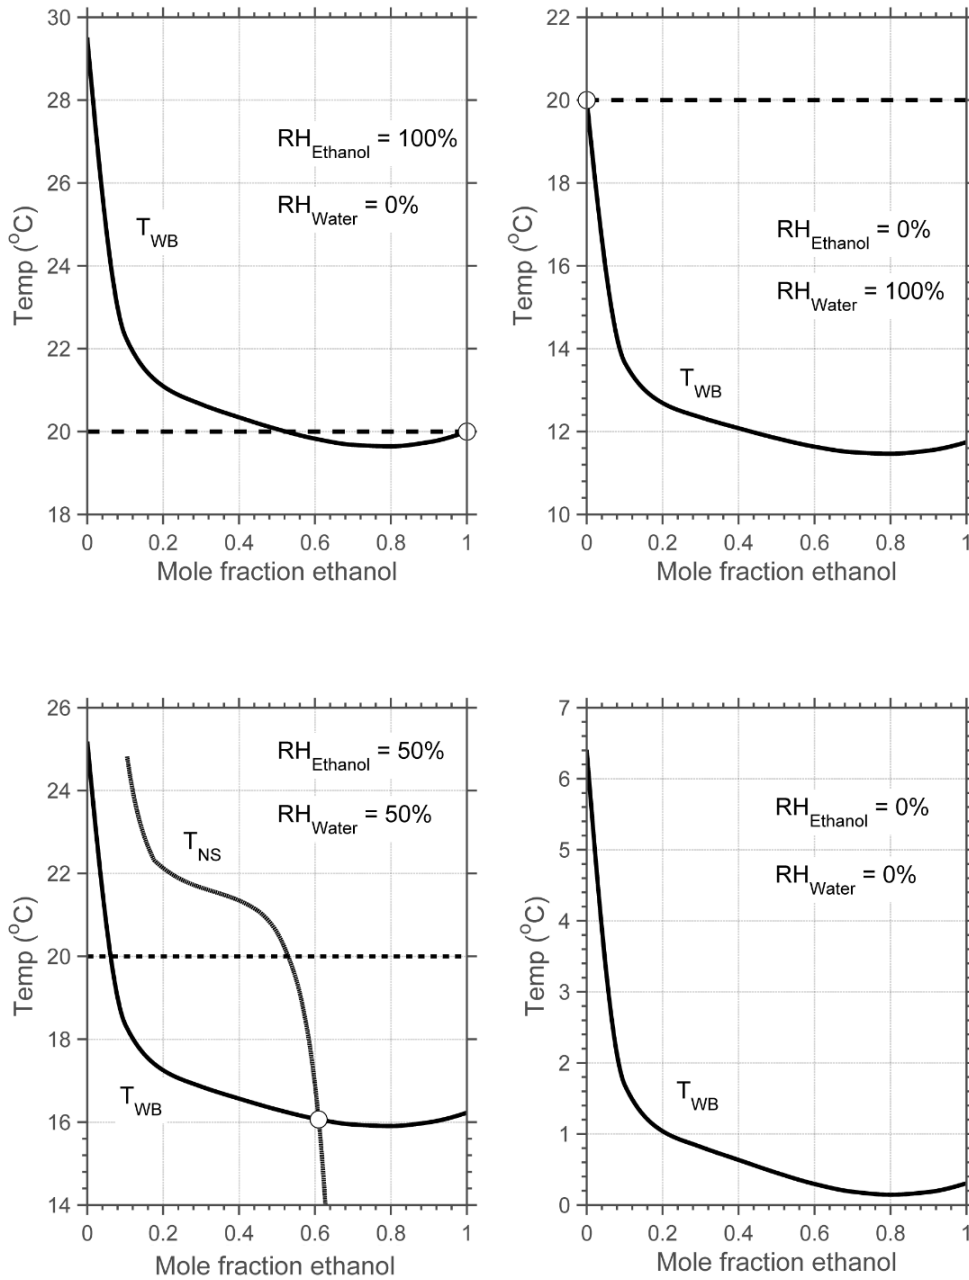 30
28
26
24
22
20
18
Temp (°C)
RH_Ethanol = 100%
RH_Water = 0%
T_WB
0 0.2 0.4 0.6 0.8 1
Mole fraction ethanol
22
20
18
16
14
12
10
Temp (°C)
RH_Ethanol = 0%
RH_Water = 100%
T_WB
0 0.2 0.4 0.6 0.8 1
Mole fraction ethanol
26
24
22
20
18
16
14
Temp (°C)
RH_Ethanol = 50%
RH_Water = 50%
T_NS
T_WB
0 0.2 0.4 0.6 0.8 1
Mole fraction ethanol
7
6
5
4
3
2
1
0
Temp (°C)
RH_Ethanol = 0%
RH_Water = 0%
T_WB
0 0.2 0.4 0.6 0.8 1
Mole fraction ethanol